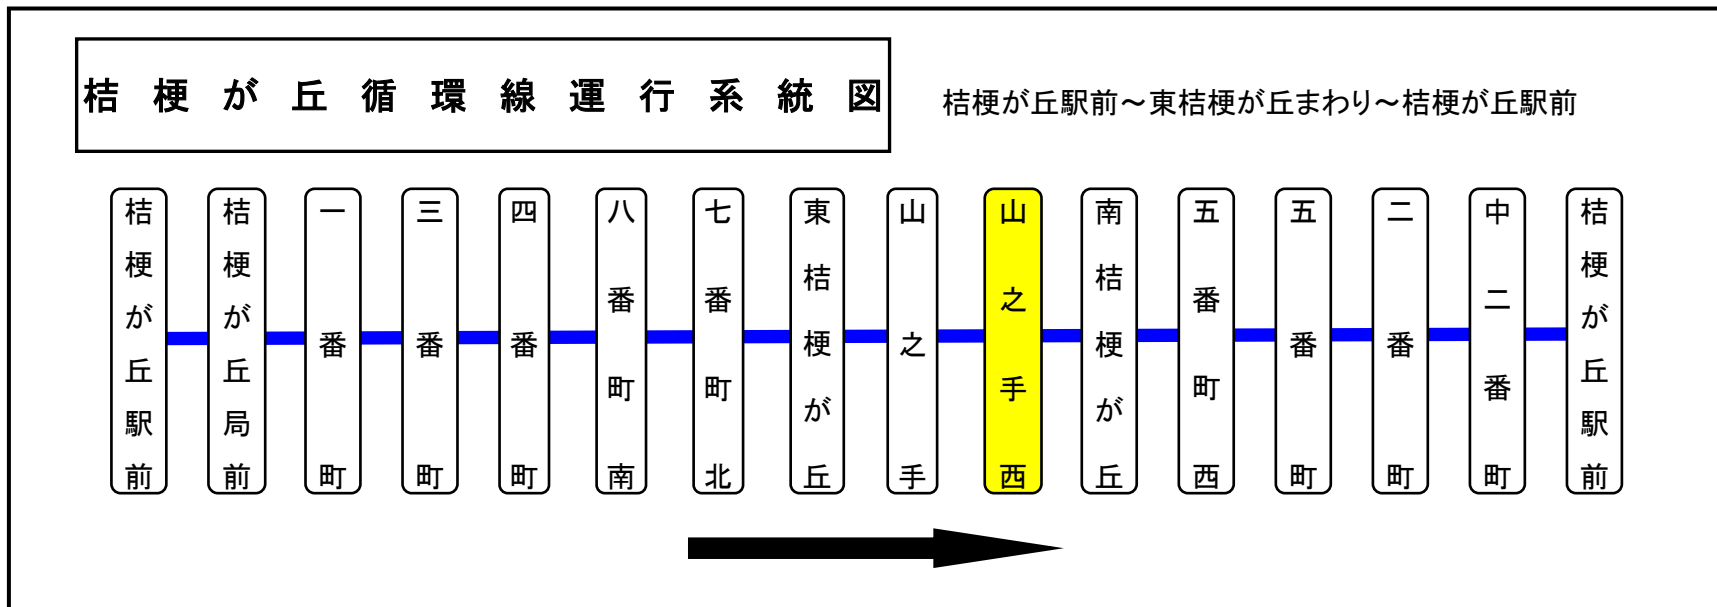 桔梗が丘循環線運行系統図
桔梗が丘駅前～東桔梗が丘まわり～桔梗が丘駅前
桔梗が丘駅前
桔梗が丘局前
一番町
三番町
四番町
八番町南
七番町北
東桔梗が丘
山之手
山之手西
南桔梗が丘
五番町西
五番町
二番町
中二番町
桔梗が丘駅前